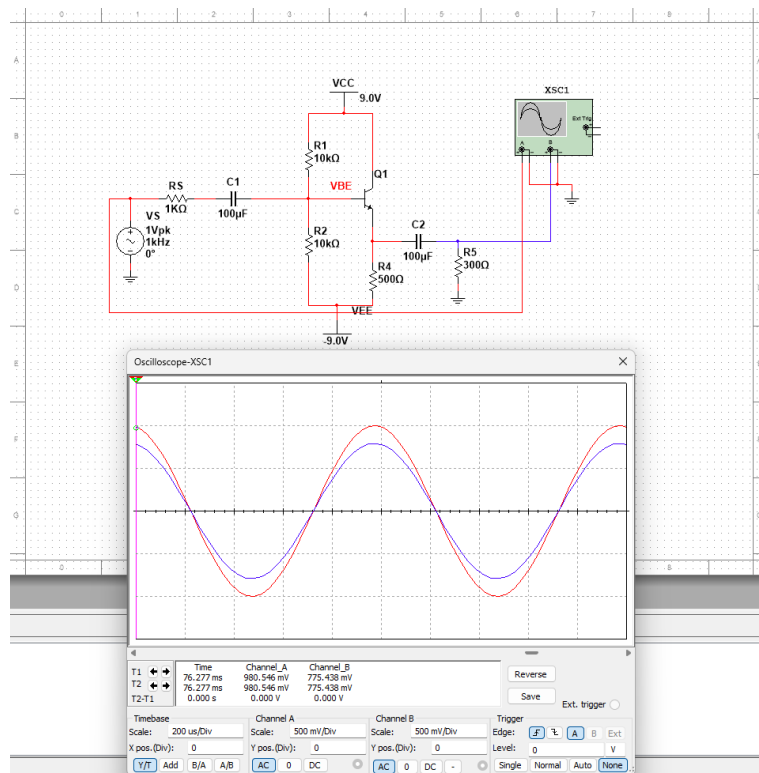 0 1 2 3 4 5 6 7 8
A
B
C
D
E
F
G
VCC
9.0V
XSC1
Ext Trig
A
B
R1
10kΩ
Q1
RS
1KΩ
C1
100µF
VBE
VS
1Vpk
1kHz
0°
R2
10kΩ
C2
100µF
R4
500Ω
R5
300Ω
VEE
-9.0V
Oscilloscope-XSC1
Time Channel_A Channel_B
T1 76.277 ms 980.546 mV 775.438 mV
T2 76.277 ms 980.546 mV 775.438 mV
T2-T1 0.000 s 0.000 V 0.000 V
Reverse
Save
Ext. trigger
Timebase
Scale: 200 us/Div
X pos.(Div): 0
Y/T Add B/A A/B
Channel A
Scale: 500 mV/Div
Y pos.(Div): 0
AC 0 DC
Channel B
Scale: 500 mV/Div
Y pos.(Div): 0
AC 0 DC -
Trigger
Edge: A B Ext
Level: 0 V
Single Normal Auto None